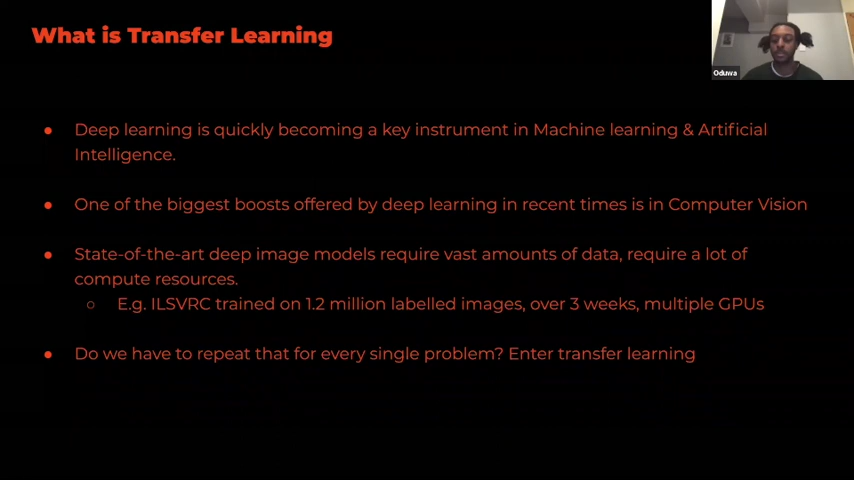 What is Transfer Learning
Oduwa
● Deep learning is quickly becoming a key instrument in Machine learning & Artificial
Intelligence.
● One of the biggest boosts offered by deep learning in recent times is in Computer Vision
● State-of-the-art deep image models require vast amounts of data, require a lot of
compute resources.
○ E.g. ILSVRC trained on 1.2 million labelled images, over 3 weeks, multiple GPUs
● Do we have to repeat that for every single problem? Enter transfer learning